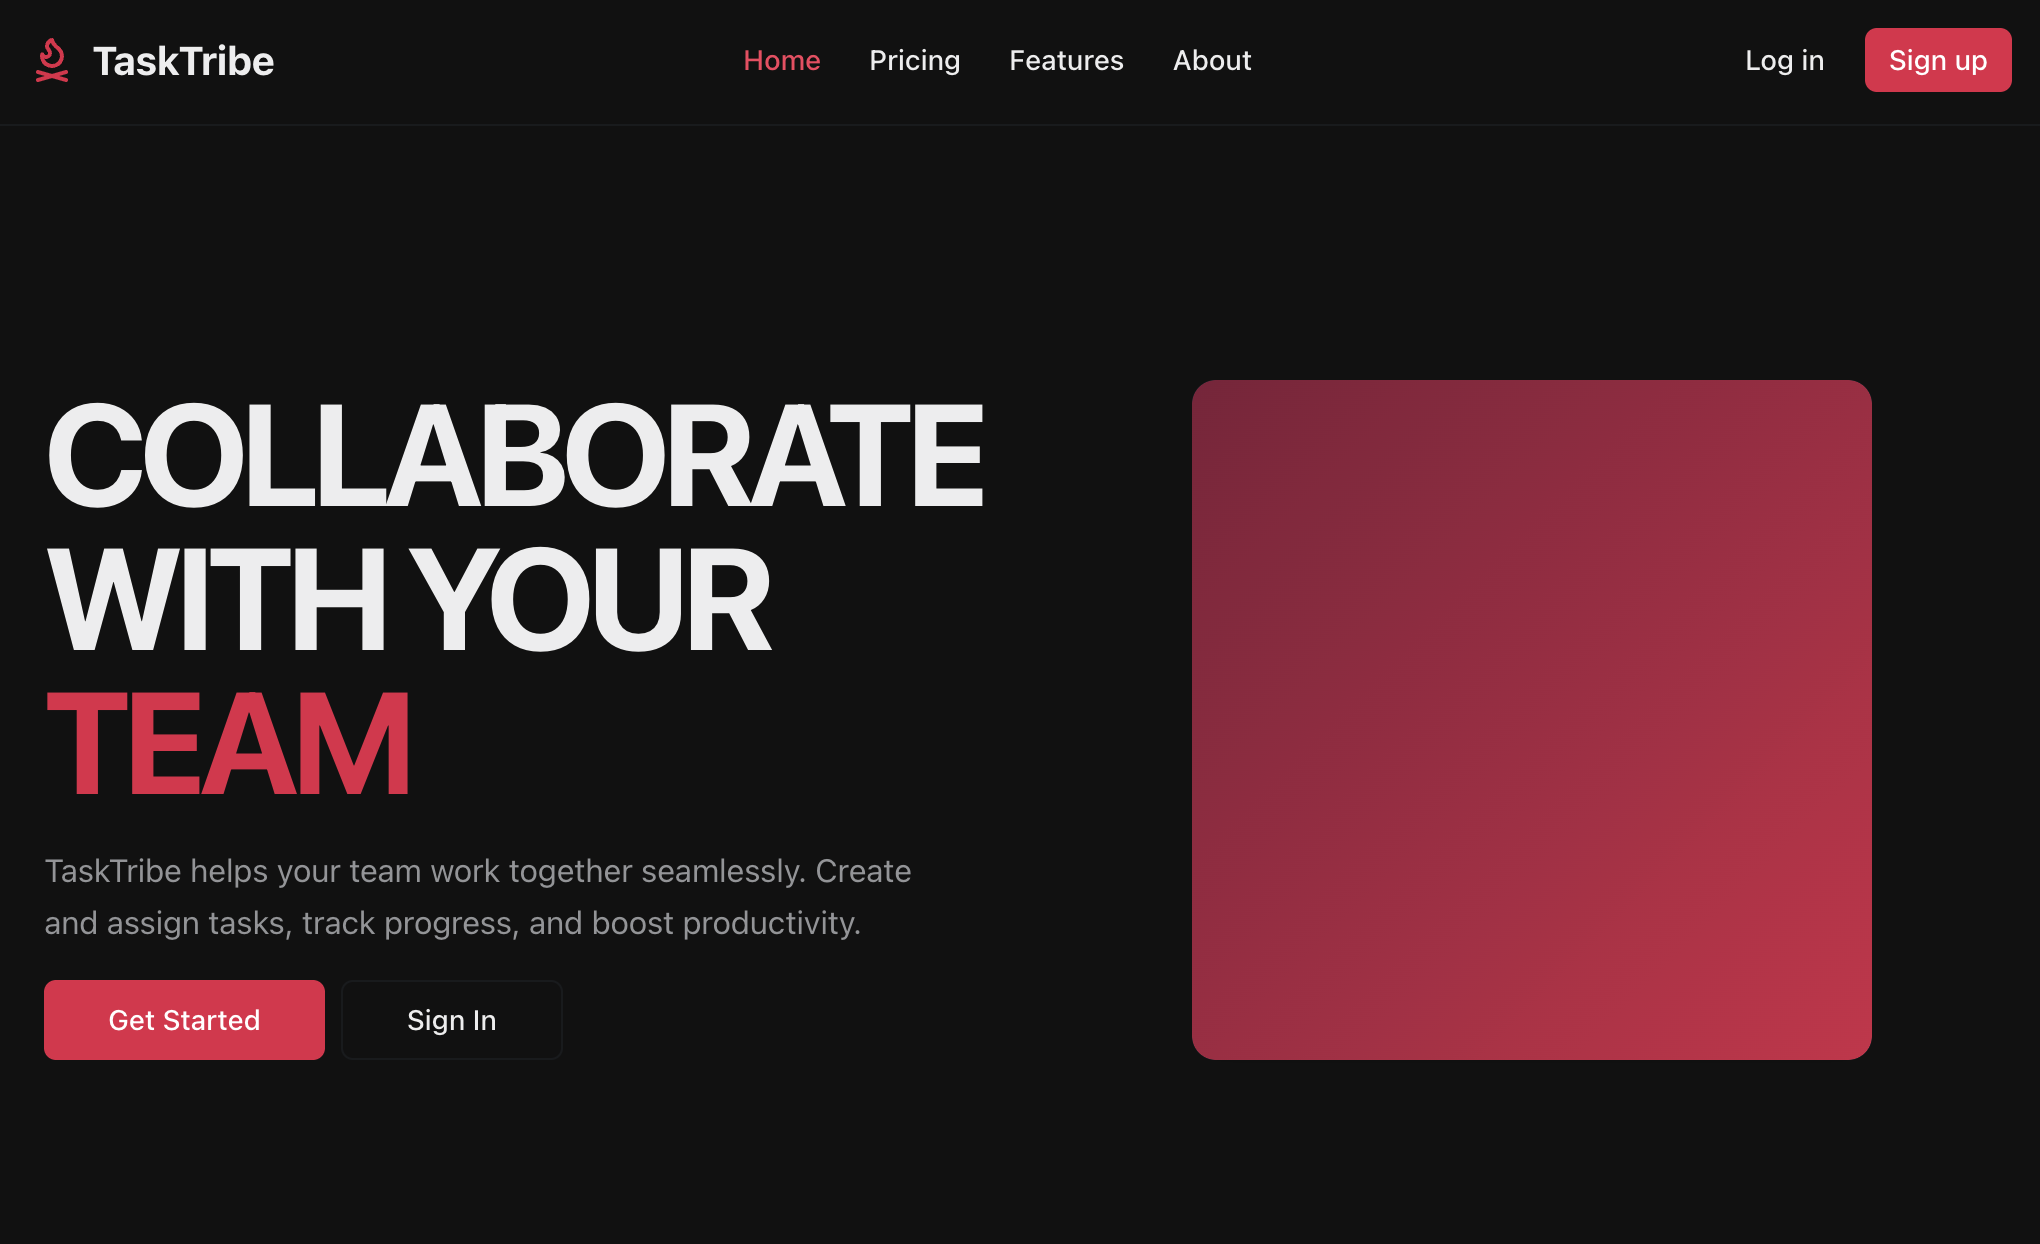 TaskTribe
Home Pricing Features About
Log in Sign up
COLLABORATE
WITH YOUR
TEAM
TaskTribe helps your team work together seamlessly. Create
and assign tasks, track progress, and boost productivity.
Get Started Sign In